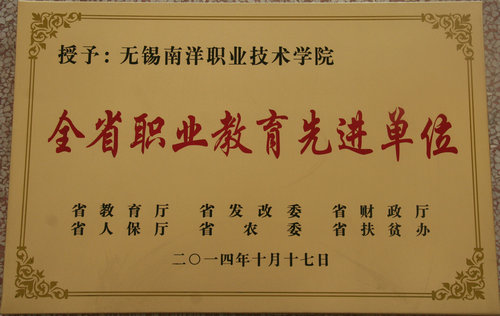 授予：无锡南洋职业技术学院
全省职业教育先进单位
省教育厅 省发改委 省财政厅
省人保厅 省农委 省扶贫办
二〇一四年十月十七日